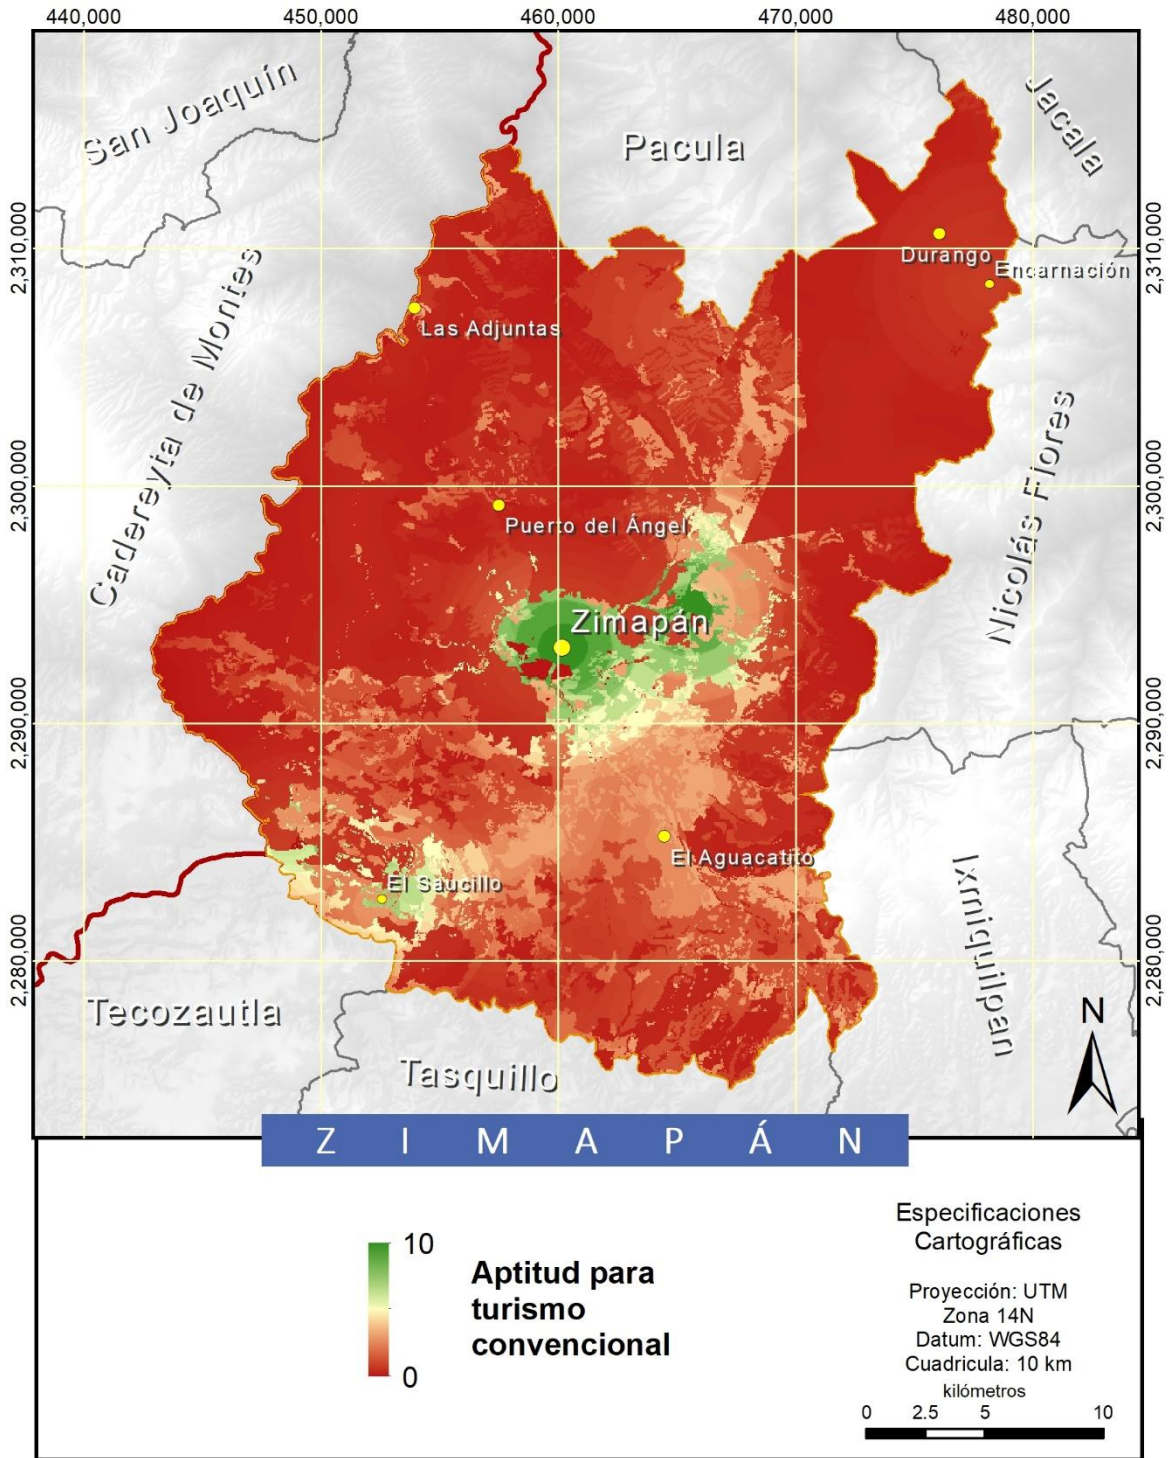 440,000
450,000
460,000
470,000
480,000
San Joaquín
Pacula
Jacala
2,310,000
2,310,000
Durango
Encarnación
Las Adjuntas
Cadereyta de Montes
Nicolás Flores
2,300,000
2,300,000
Puerto del Ángel
Zimapán
2,290,000
2,290,000
El Aguacatito
El Saucillo
Ixmiquilpan
2,280,000
2,280,000
Tecozautla
N
Tasquillo
ZIMAPÁN
10
0
Aptitud para
turismo
convencional
Especificaciones
Cartográficas
Proyección: UTM
Zona 14N
Datum: WGS84
Cuadricula: 10 km
kilómetros
0 2.5 5 10